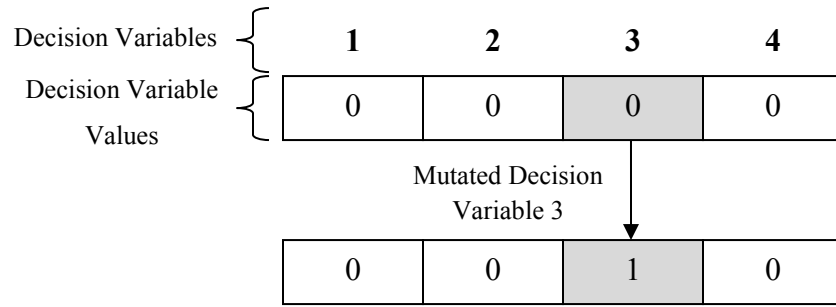 Decision Variables 1 2 3 4
Decision Variable
Values
0 0 0 0
Mutated Decision
Variable 3
0 0 1 0